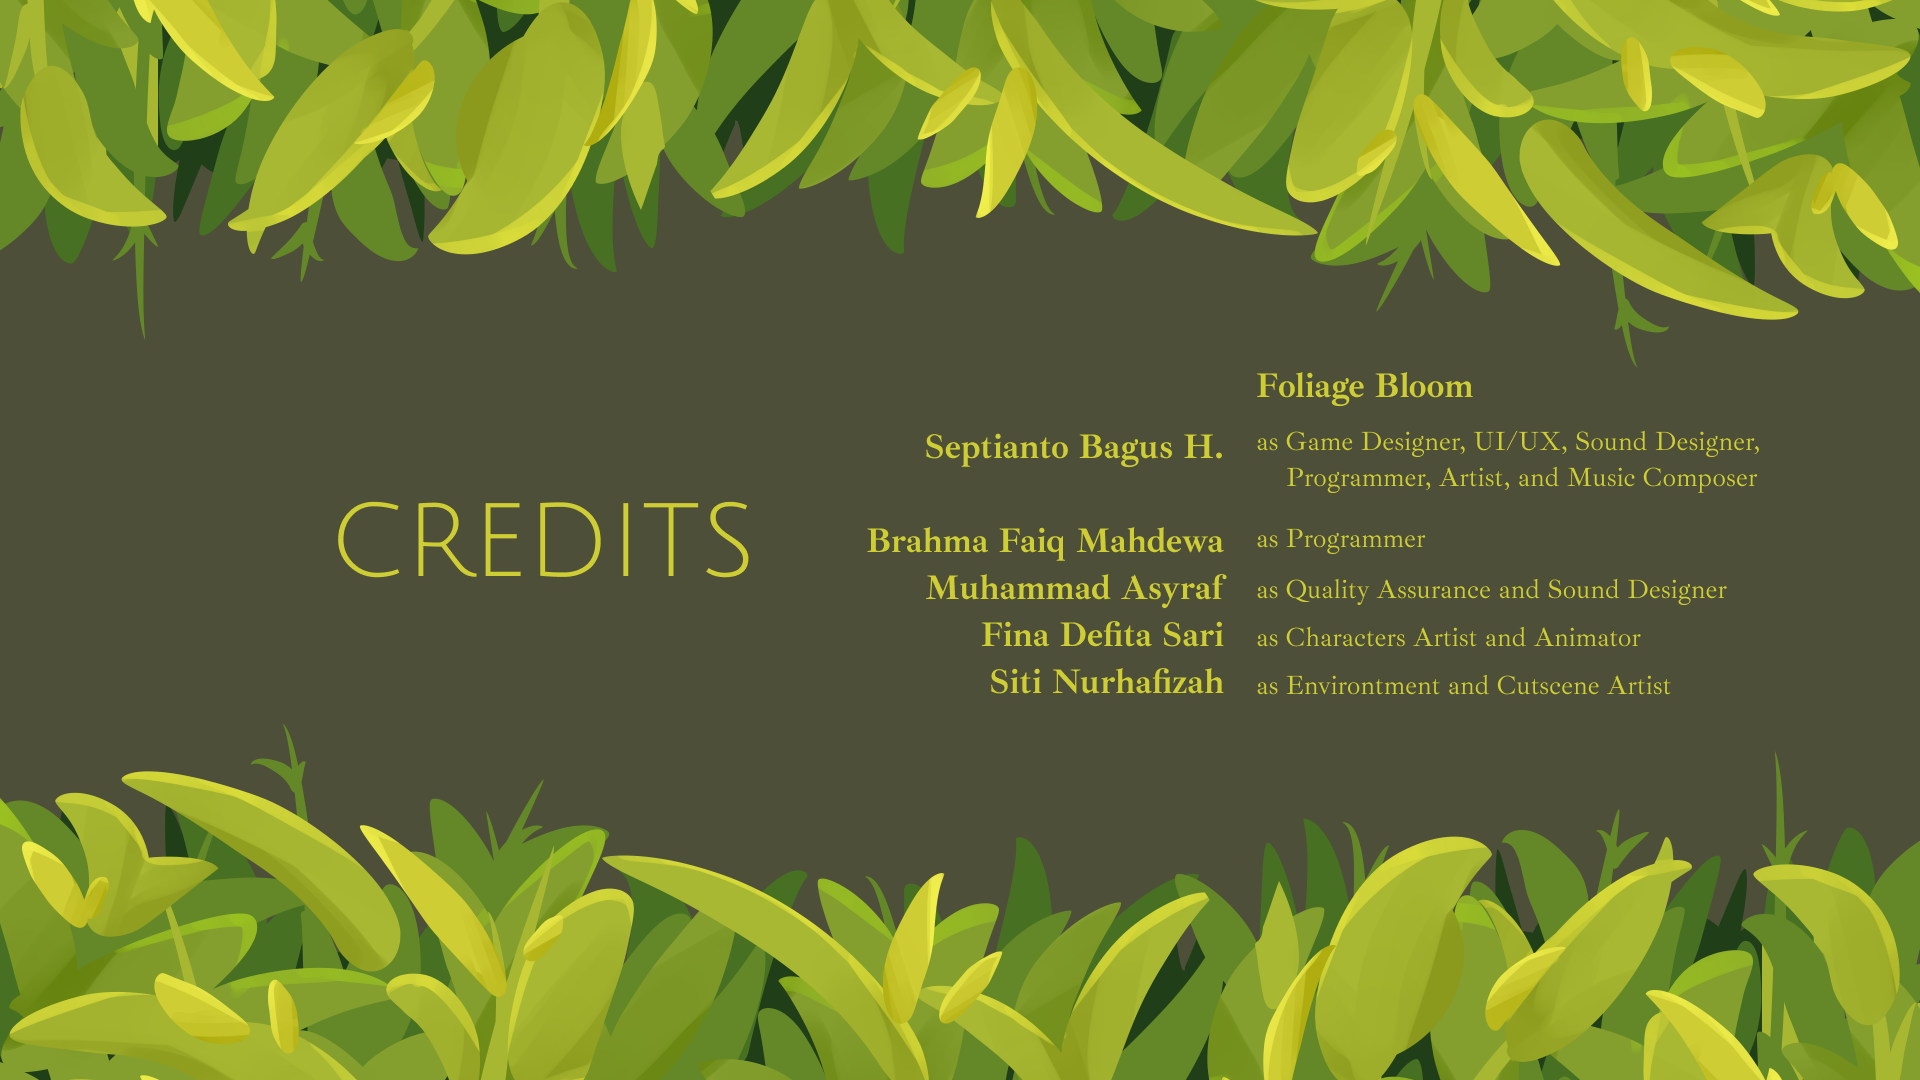 CREDITS
Foliage Bloom
Septianto Bagus H. as Game Designer, UI/UX, Sound Designer,
Programmer, Artist, and Music Composer
Brahma Faiq Mahdewa as Programmer
Muhammad Asyraf as Quality Assurance and Sound Designer
Fina Defita Sari as Characters Artist and Animator
Siti Nurhafizah as Environtment and Cutscene Artist